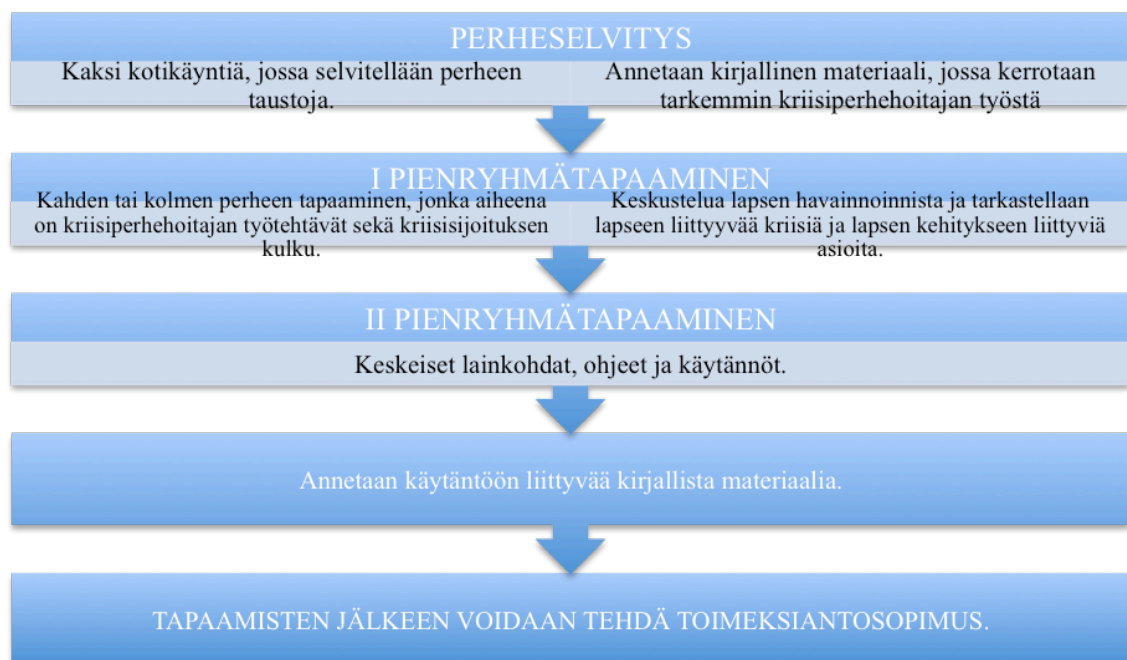 PERHESELVITYS
Kaksi kotikäyntiä, jossa selvitellään perheen
taustoja.
Annetaan kirjallinen materiaali, jossa kerrotaan
tarkemmin kriisiperhehoitajan työstä
I PIENRYHMÄTAPAAMINEN
Kahden tai kolmen perheen tapaaminen, jonka aiheena
on kriisiperhehoitajan työtehtävät sekä kriisisijoituksen
kulku.
Keskustelua lapsen havainnoinnista ja tarkastellaan
lapseen liittyyvää kriisiä ja lapsen kehitykseen liittyviä
asioita.
II PIENRYHMÄTAPAAMINEN
Keskeiset lainkohdat, ohjeet ja käytännöt.
Annetaan käytäntöön liittyvää kirjallista materiaalia.
TAPAAMISTEN JÄLKEEN VOIDAAN TEHDÄ TOIMEKSIANTOSOPIMUS.